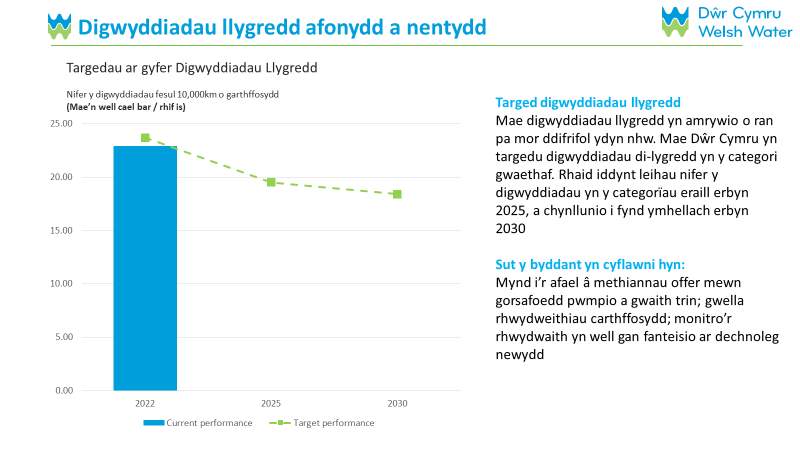 Digwyddiadau llygredd afonydd a nentydd
Dŵr Cymru
Welsh Water
Targedau ar gyfer Digwyddiadau Llygredd
Nifer y digwyddiadau fesul 10,000km o garthffosydd
(Mae'n well cael bar / rhif is)
25.00
20.00
15.00
10.00
5.00
0.00
2022
2025
2030
Current performance
Target performance
Targed digwyddiadau llygredd
Mae digwyddiadau llygredd yn amrywio o ran
pa mor ddifrifol ydyn nhw. Mae Dŵr Cymru yn
targedu digwyddiadau di-lygredd yn y categori
gwaethaf. Rhaid iddynt leihau nifer y
digwyddiadau yn y categorïau eraill erbyn
2025, a chynllunio i fynd ymhellach erbyn
2030
Sut y byddant yn cyflawni hyn:
Mynd i'r afael â methiannau offer mewn
gorsafoedd pwmpio a gwaith trin; gwella
rhwydweithiau carthffosydd; monitro'r
rhwydwaith yn well gan fanteisio ar dechnoleg
newydd